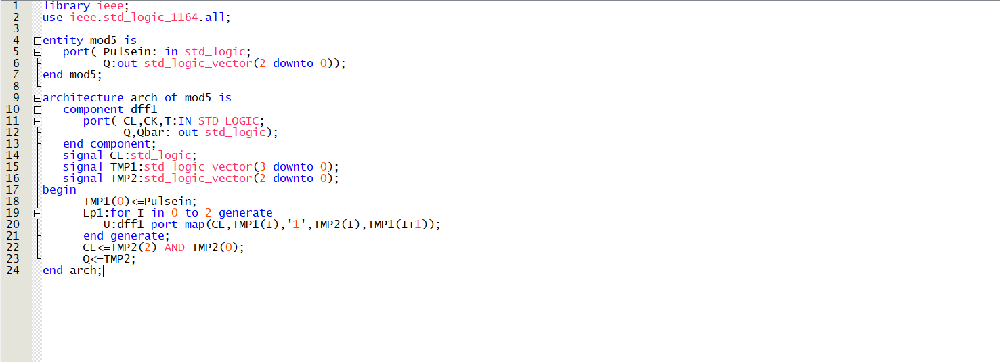 1 library ieee;
2 use ieee.std_logic_1164.all;
3
4 entity mod5 is
5 port( Pulsein: in std_logic;
6 Q:out std_logic_vector(2 downto 0));
7 end mod5;
8
9 architecture arch of mod5 is
10 component dff1
11 port( CL,CK,T:IN STD_LOGIC;
12 Q,Qbar: out std_logic);
13 end component;
14 signal CL:std_logic;
15 signal TMP1:std_logic_vector(3 downto 0);
16 signal TMP2:std_logic_vector(2 downto 0);
17 begin
18 TMP1(0)<=Pulsein;
19 Lp1:for I in 0 to 2 generate
20 U:dff1 port map(CL,TMP1(I),'1',TMP2(I),TMP1(I+1));
21 end generate;
22 CL<=TMP2(2) AND TMP2(0);
23 Q<=TMP2;
24 end arch;